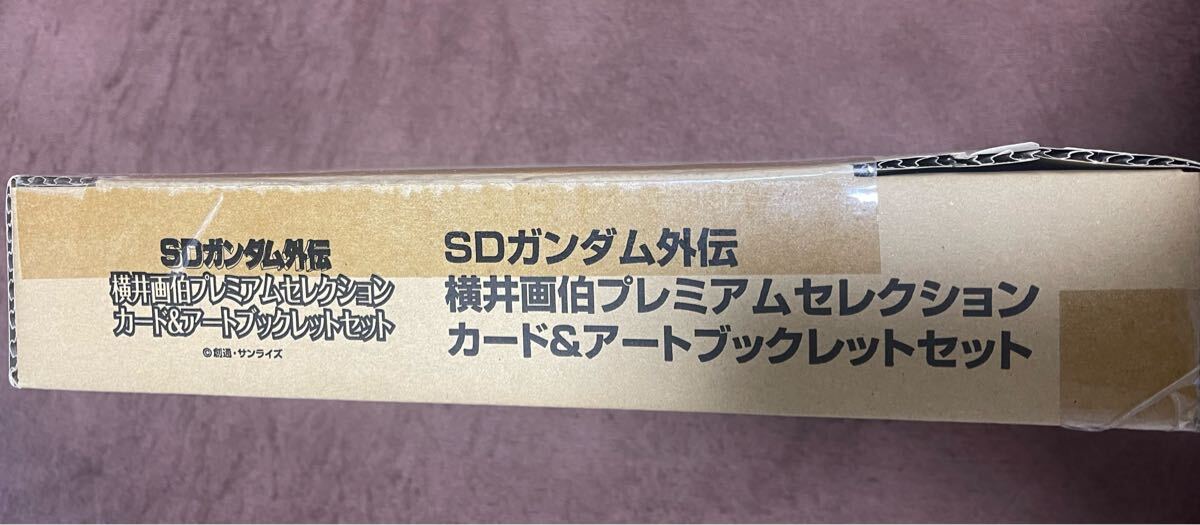 SDガンダム外伝
横井画伯プレミアムセレクション
カード&アートブックレットセット
©創通・サンライズ
SDガンダム外伝
横井画伯プレミアムセレクション
カード&アートブックレットセット